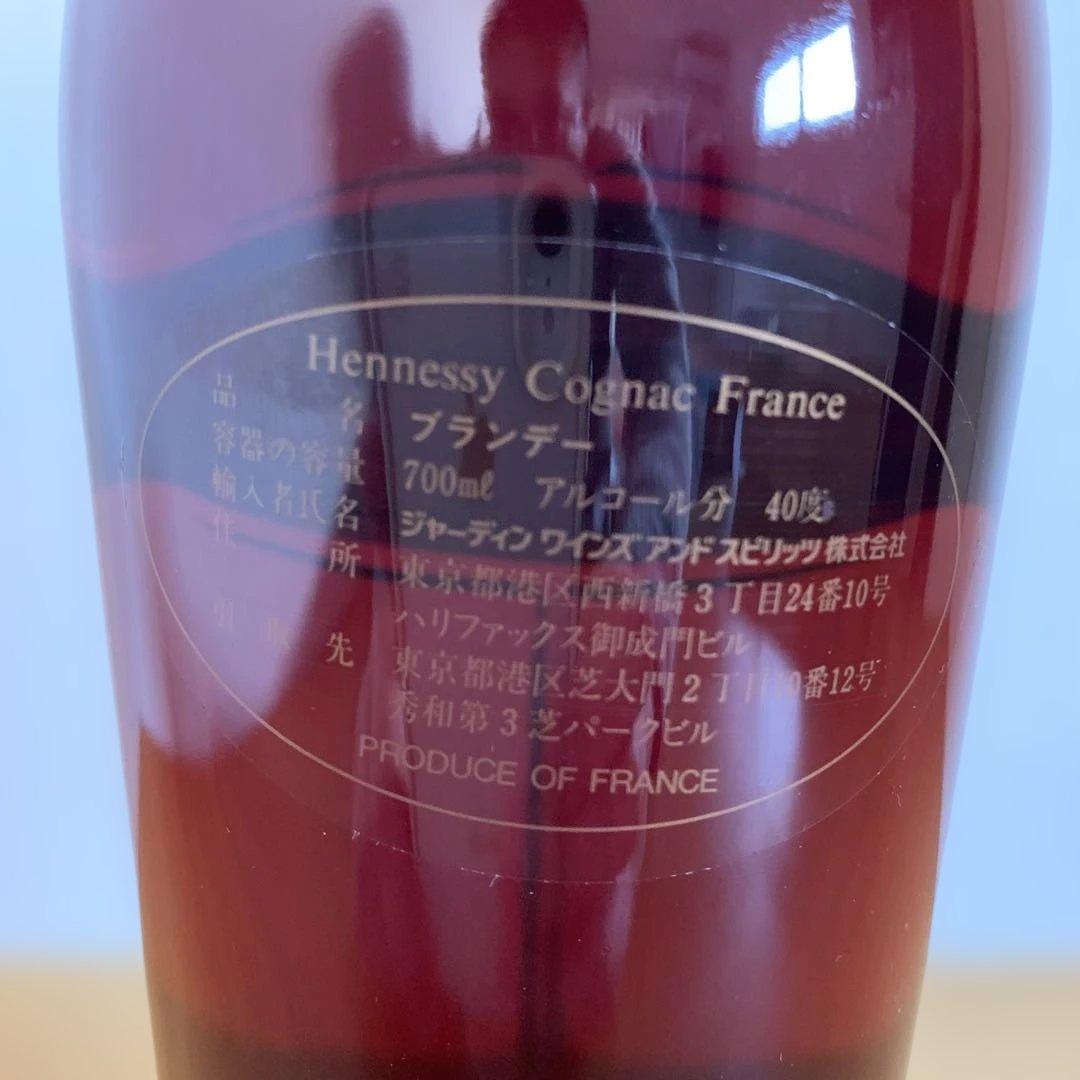 Hennessy Cognac France
品名 ブランデー
容器の容量 700mℓ アルコール分 40度
輸入者氏名 ジャーディン ワインズ アンド スピリッツ 株式会社
住所 東京都港区西新橋3丁目24番10号
ハリファックス御成門ビル
引取先 東京都港区芝大門2丁目10番12号
秀和第3芝パークビル
PRODUCE OF FRANCE